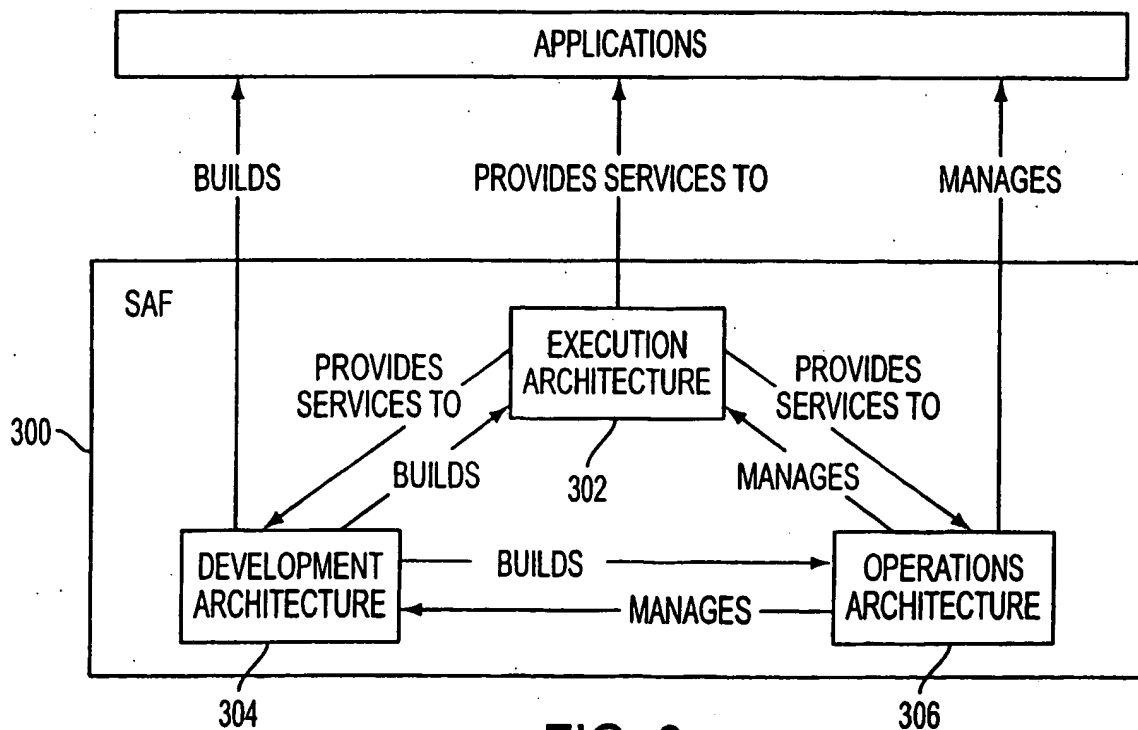 APPLICATIONS
BUILDS
PROVIDES SERVICES TO
MANAGES
SAF
EXECUTION
ARCHITECTURE
PROVIDES
SERVICES TO
PROVIDES
SERVICES TO
300
BUILDS
302
MANAGES
DEVELOPMENT
ARCHITECTURE
BUILDS
MANAGES
OPERATIONS
ARCHITECTURE
304
306